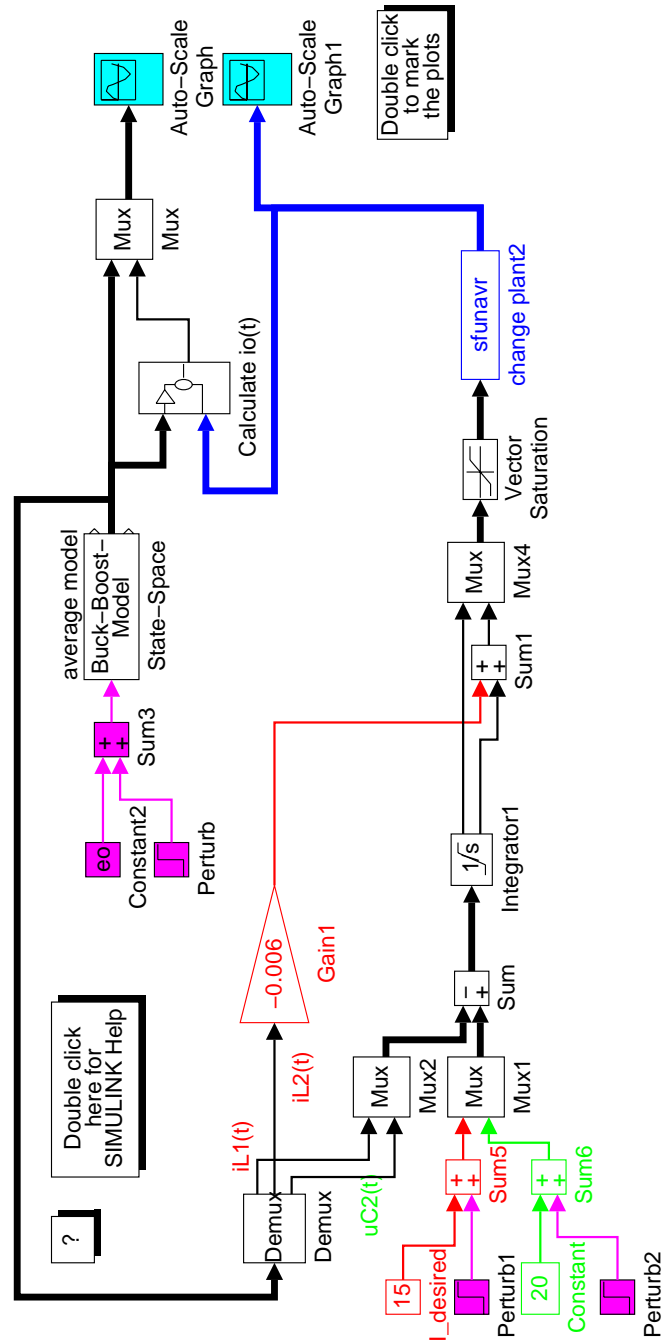 ?
Double click
here for
SIMULINK Help
eo
Constant2
Perturb
+
+
Sum3
average model
Buck−Boost−
Model
State−Space
Calculate io(t)
Mux
Mux
Auto−Scale
Graph
Auto−Scale
Graph1
Double click
to mark
the plots
Demux
Demux
iL1(t)
iL2(t)
uC2(t)
−0.006
Gain1
Mux
Mux2
15
I_desired
Perturb1
+
+
Sum5
20
Constant
Perturb2
+
+
Sum6
Mux
Mux1
−
+
Sum
1/s
Integrator1
+
+
Sum1
Mux
Mux4
Vector
Saturation
sfunavr
change plant2